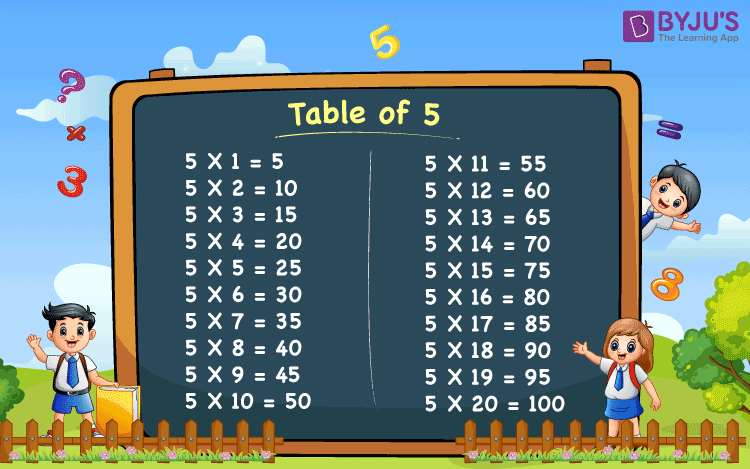 BYJU'S
The Learning App
5
?
×
3
=
8
Table of 5
5 X 1 = 5
5 X 2 = 10
5 X 3 = 15
5 X 4 = 20
5 X 5 = 25
5 X 6 = 30
5 X 7 = 35
5 X 8 = 40
5 X 9 = 45
5 X 10 = 50
5 X 11 = 55
5 X 12 = 60
5 X 13 = 65
5 X 14 = 70
5 X 15 = 75
5 X 16 = 80
5 X 17 = 85
5 X 18 = 90
5 X 19 = 95
5 X 20 = 100